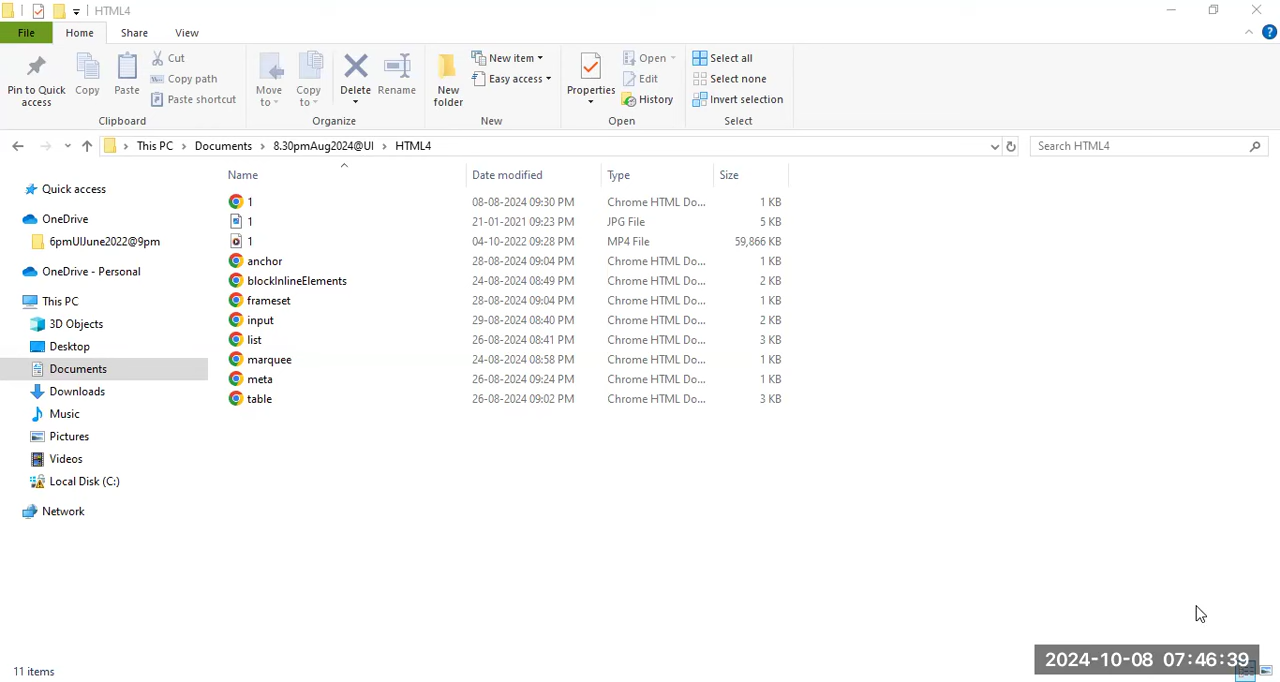 HTML4
File Home Share View
Pin to Quick access
Copy
Paste
Cut
Copy path
Paste shortcut
Clipboard
Move to
Copy to
Delete
Rename
Organize
New folder
New item
Easy access
New
Properties
Open
Edit
History
Open
Select all
Select none
Invert selection
Select
This PC Documents 8.30pmAug2024@UI HTML4
Search HTML4
Quick access
OneDrive
6pmUIJune2022@9pm
OneDrive - Personal
This PC
3D Objects
Desktop
Documents
Downloads
Music
Pictures
Videos
Local Disk (C:)
Network
Name Date modified Type Size
1 08-08-2024 09:30 PM Chrome HTML Do... 1 KB
1 21-01-2021 09:23 PM JPG File 5 KB
1 04-10-2022 09:28 PM MP4 File 59,866 KB
anchor 28-08-2024 09:04 PM Chrome HTML Do... 1 KB
blockInlineElements 24-08-2024 08:49 PM Chrome HTML Do... 2 KB
frameset 28-08-2024 09:04 PM Chrome HTML Do... 1 KB
input 29-08-2024 08:40 PM Chrome HTML Do... 2 KB
list 26-08-2024 08:41 PM Chrome HTML Do... 3 KB
marquee 24-08-2024 08:58 PM Chrome HTML Do... 1 KB
meta 26-08-2024 09:24 PM Chrome HTML Do... 1 KB
table 26-08-2024 09:02 PM Chrome HTML Do... 3 KB
11 items
2024-10-08 07:46:39